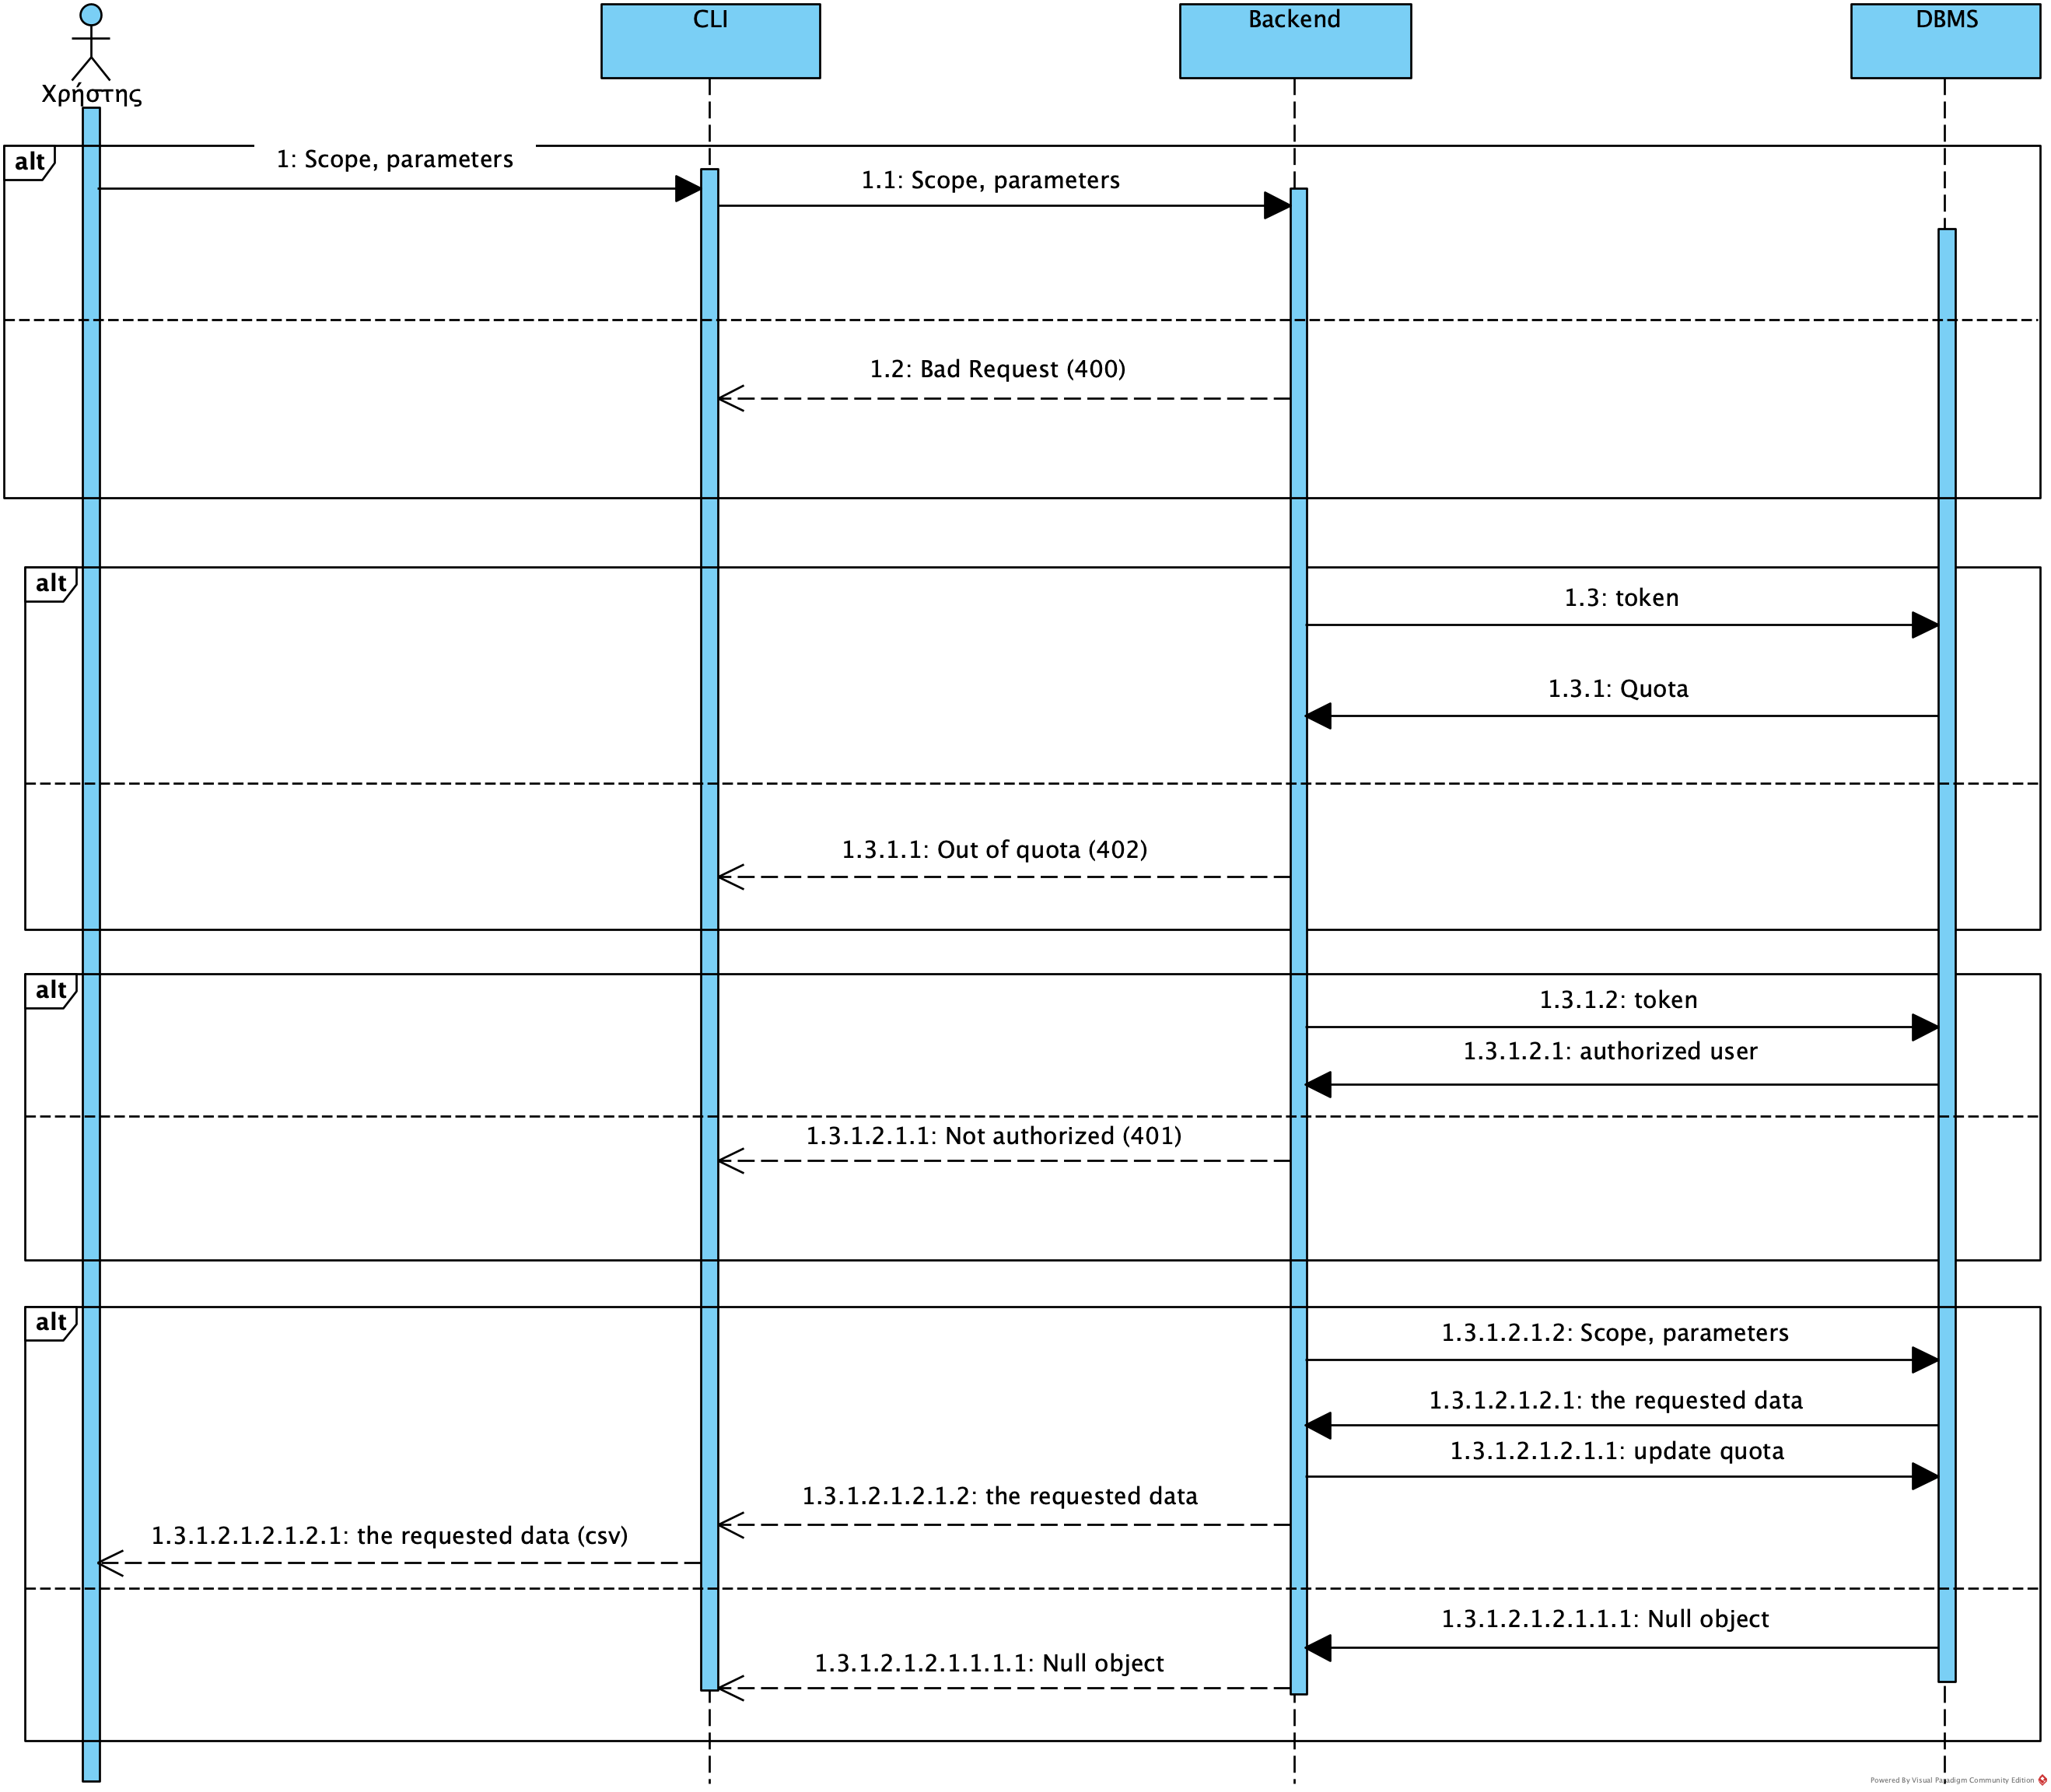 CLI
Backend
DBMS
Χρήστης
alt
1: Scope, parameters
1.1: Scope, parameters
1.2: Bad Request (400)
alt
1.3: token
1.3.1: Quota
1.3.1.1: Out of quota (402)
alt
1.3.1.2: token
1.3.1.2.1: authorized user
1.3.1.2.1.1: Not authorized (401)
alt
1.3.1.2.1.2: Scope, parameters
1.3.1.2.1.2.1: the requested data
1.3.1.2.1.2.1.1: update quota
1.3.1.2.1.2.1.2: the requested data
1.3.1.2.1.2.1.2.1: the requested data (csv)
1.3.1.2.1.2.1.1.1: Null object
1.3.1.2.1.2.1.1.1.1: Null object
Powered By Visual Paradigm Community Edition